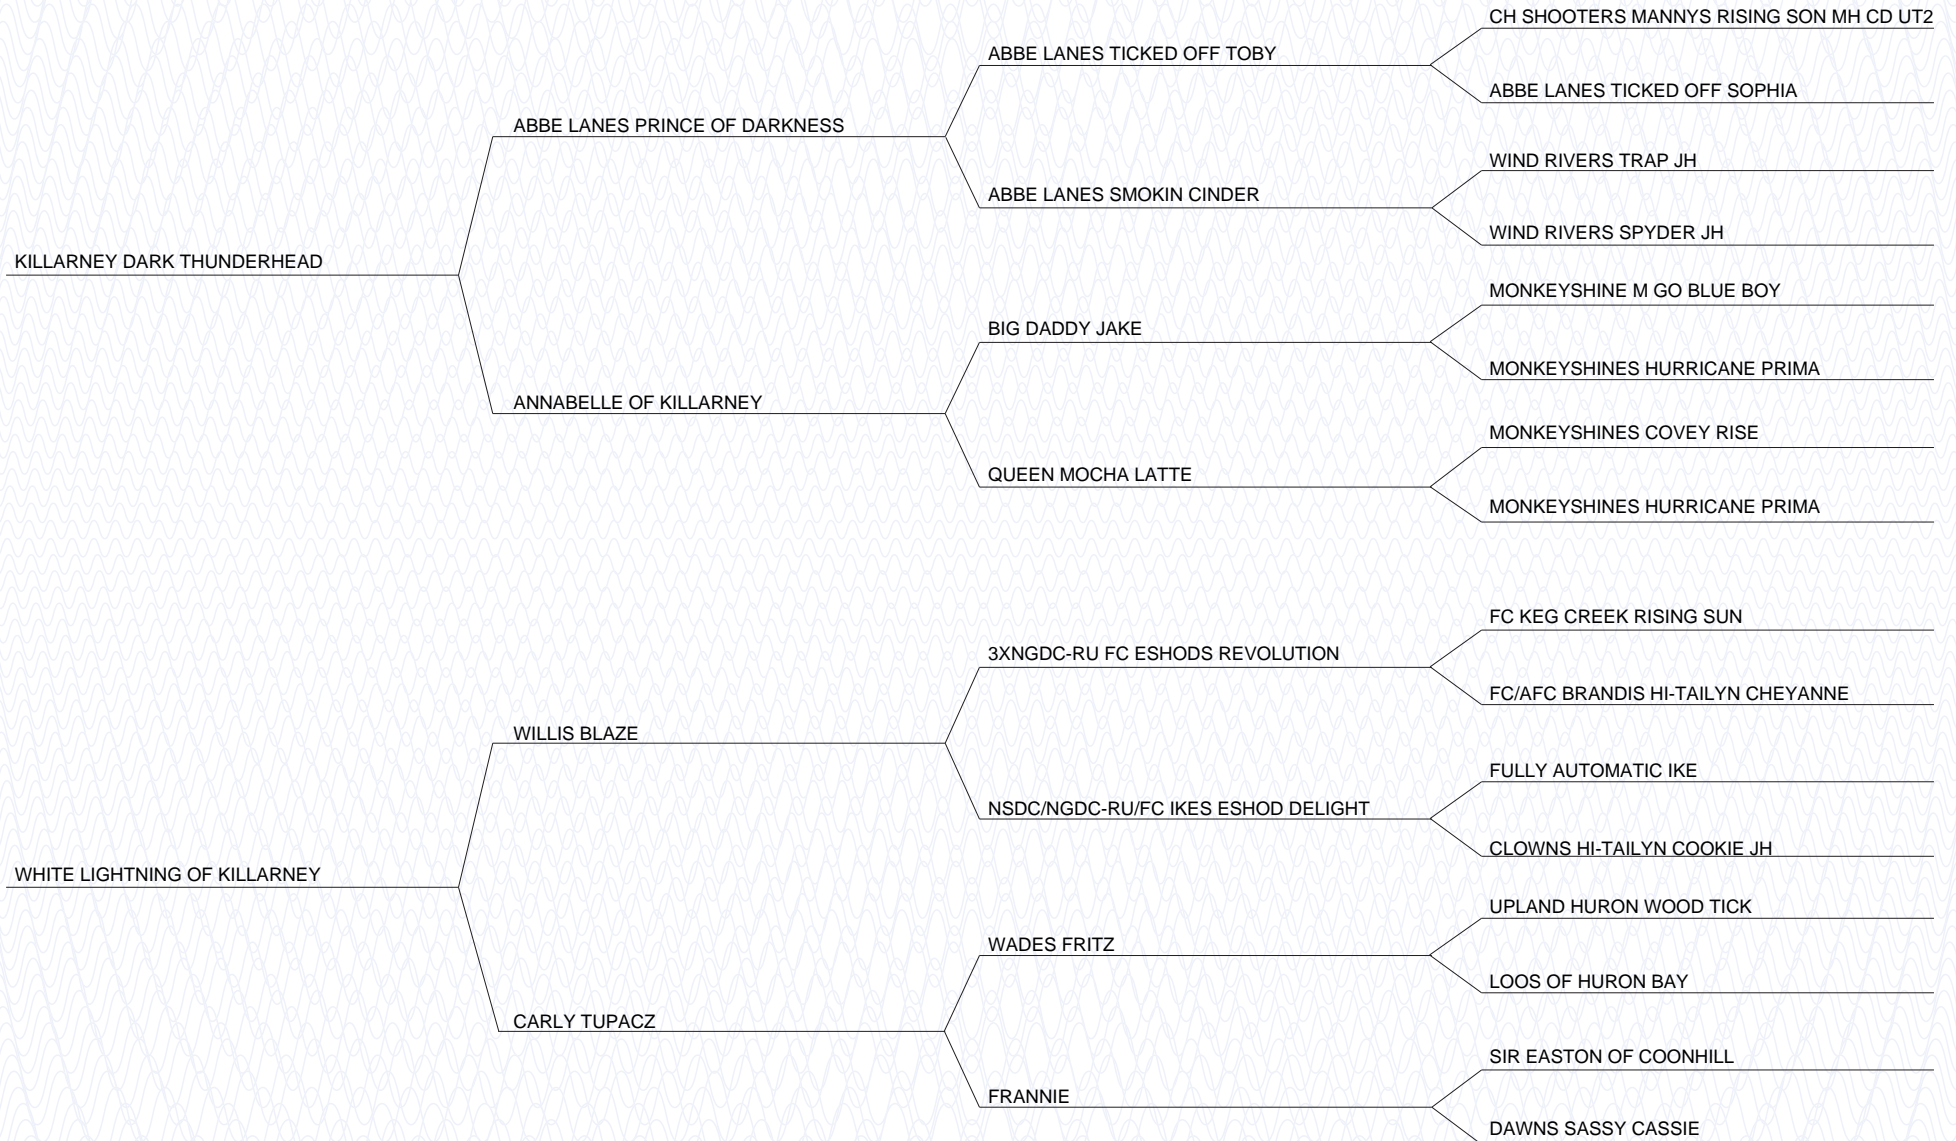 CH SHOOTERS MANNYS RISING SON MH CD UT2
ABBE LANES TICKED OFF TOBY
ABBE LANES TICKED OFF SOPHIA
ABBE LANES PRINCE OF DARKNESS
WIND RIVERS TRAP JH
ABBE LANES SMOKIN CINDER
WIND RIVERS SPYDER JH
KILLARNEY DARK THUNDERHEAD
MONKEYSHINE M GO BLUE BOY
BIG DADDY JAKE
MONKEYSHINES HURRICANE PRIMA
ANNABELLE OF KILLARNEY
MONKEYSHINES COVEY RISE
QUEEN MOCHA LATTE
MONKEYSHINES HURRICANE PRIMA
FC KEG CREEK RISING SUN
3XNGDC-RU FC ESHODS REVOLUTION
FC/AFC BRANDIS HI-TAILYN CHEYANNE
WILLIS BLAZE
FULLY AUTOMATIC IKE
NSDC/NGDC-RU/FC IKES ESHOD DELIGHT
CLOWNS HI-TAILYN COOKIE JH
WHITE LIGHTNING OF KILLARNEY
UPLAND HURON WOOD TICK
WADES FRITZ
LOOS OF HURON BAY
CARLY TUPACZ
SIR EASTON OF COONHILL
FRANNIE
DAWNS SASSY CASSIE